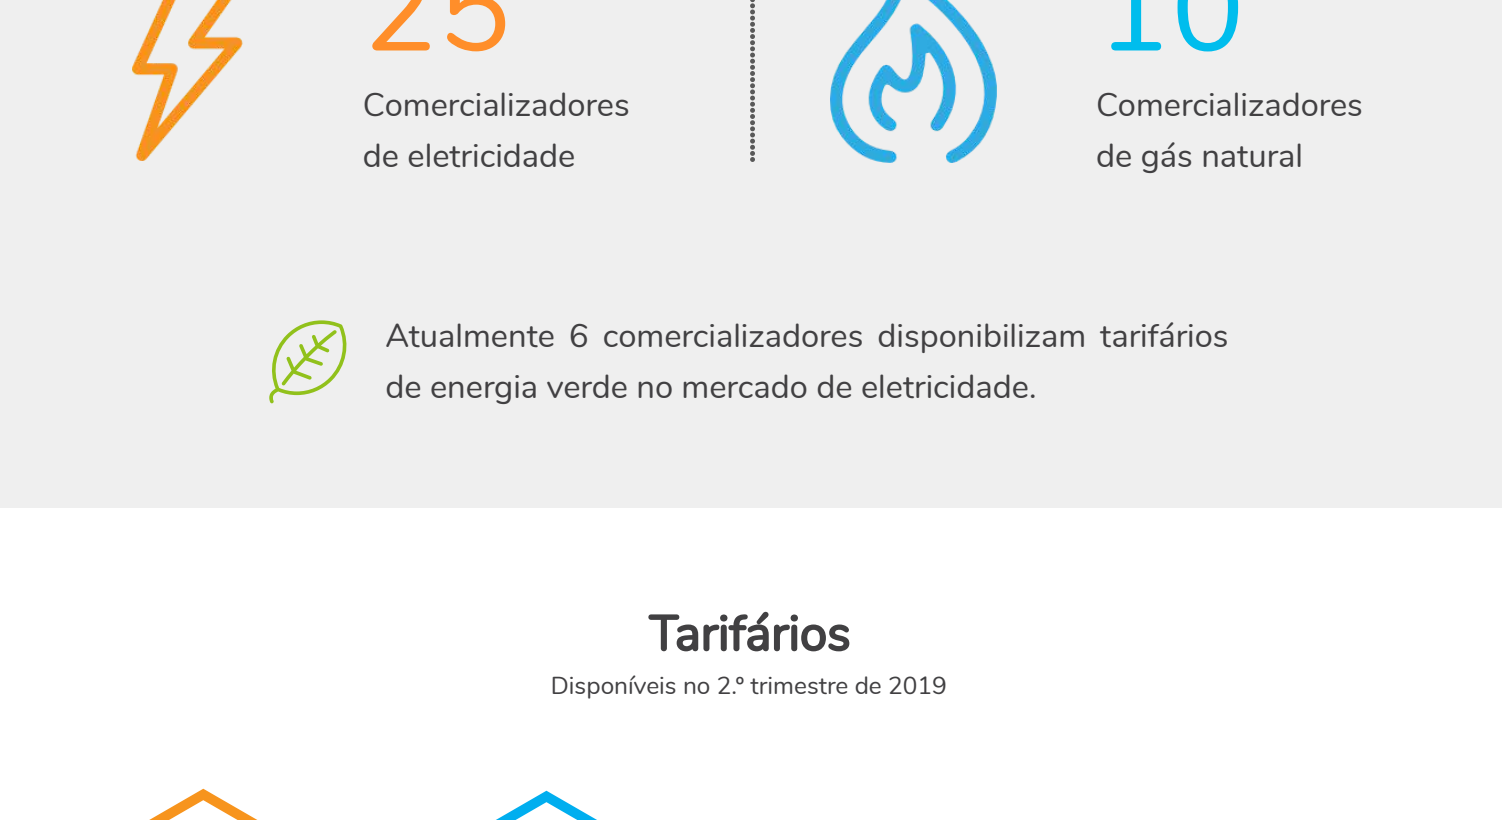 25
10
Comercializadores
de eletricidade
Comercializadores
de gás natural
Atualmente 6 comercializadores disponibilizam tarifários
de energia verde no mercado de eletricidade.
Tarifários
Disponíveis no 2.º trimestre de 2019